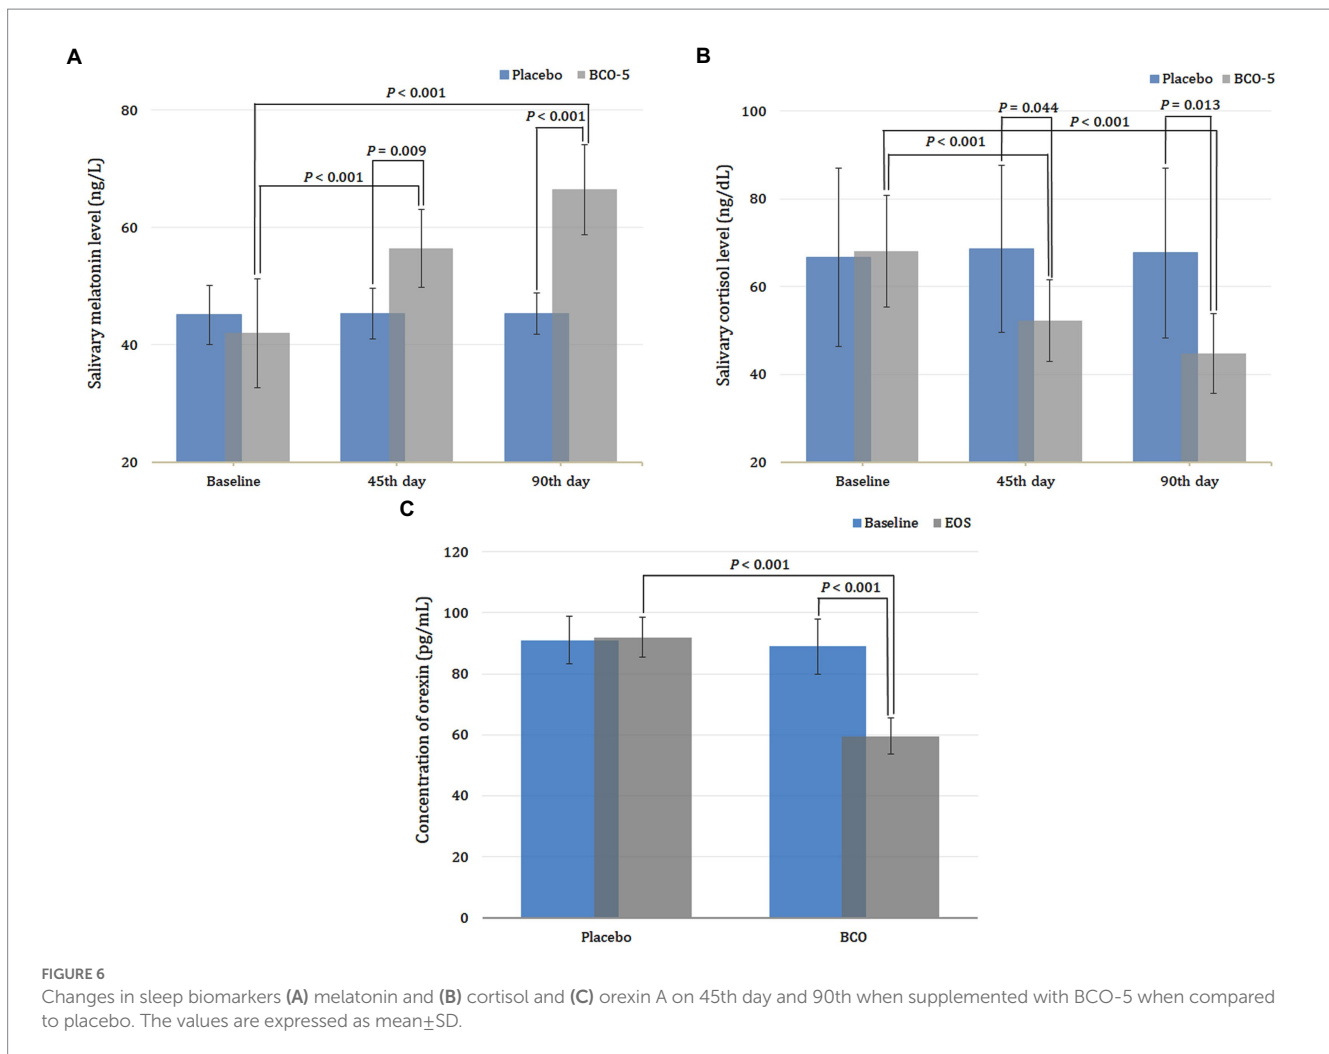 A
Placebo BCO-5
P < 0.001
P < 0.001
P = 0.009
P < 0.001
80
60
40
20
Salivary melatonin level (ng/L)
Baseline 45th day 90th day
B
Placebo BCO-5
P = 0.044
P = 0.013
P < 0.001
P < 0.001
100
80
60
40
20
Salivary cortisol level (ng/dL)
Baseline 45th day 90th day
C
Baseline EOS
P < 0.001
P < 0.001
120
100
80
60
40
20
0
Concentration of orexin (pg/mL)
Placebo BCO
FIGURE 6
Changes in sleep biomarkers (A) melatonin and (B) cortisol and (C) orexin A on 45th day and 90th when supplemented with BCO-5 when compared
to placebo. The values are expressed as mean±SD.